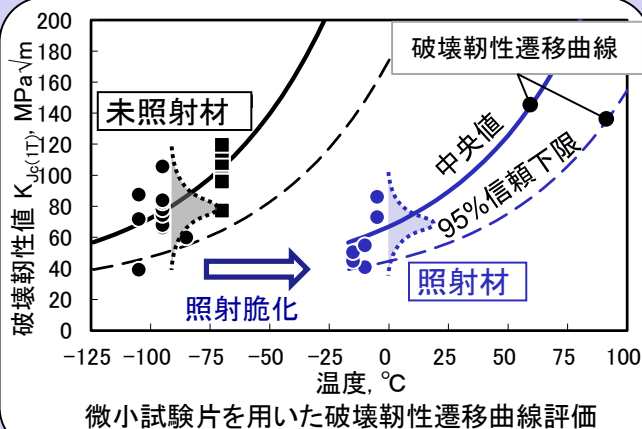 破壊靭性値 K_Jc(1T), MPa√m
200
180
160
140
120
100
80
60
40
20
0
破壊靭性遷移曲線
未照射材
中央値
95%信頼下限
照射脆化
照射材
−125 −100 −75 −50 −25 0 25 50 75 100
温度, ℃
微小試験片を用いた破壊靭性遷移曲線評価